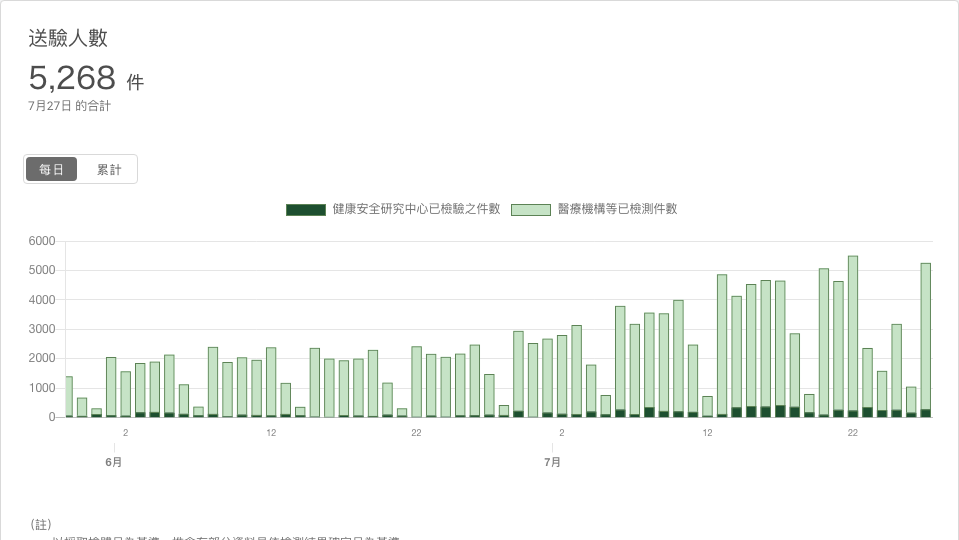 送驗人數
5,268 件
7月27日 的合計
每日 累計
健康安全研究中心已檢驗之件數 醫療機構等已檢測件數
6000
5000
4000
3000
2000
1000
0
2 12 22 2 12 22
6月 7月
（註）